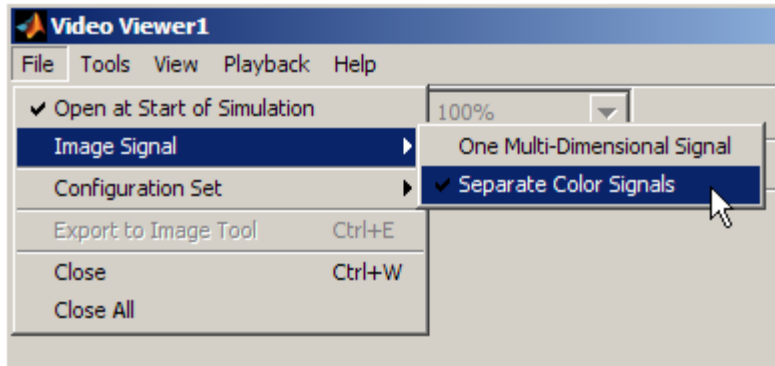 Video Viewer1
File Tools View Playback Help
Open at Start of Simulation
100%
Image Signal
One Multi-Dimensional Signal
Configuration Set
Separate Color Signals
Export to Image Tool Ctrl+E
Close Ctrl+W
Close All